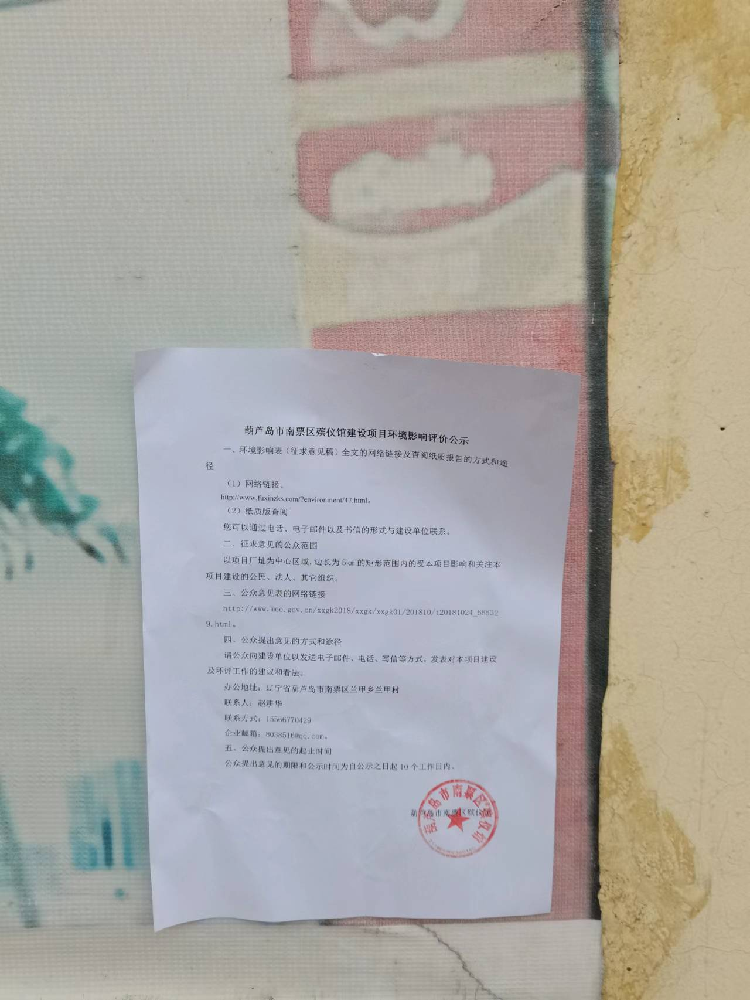 葫芦岛市南票区殡仪馆建设项目环境影响评价公示
一、环境影响表（征求意见稿）全文的网络链接及查阅纸质报告的方式和途
径
（1）网络链接。
http://www.fuxinzks.com/?environment/47.html。
（2）纸质版查阅
您可以通过电话、电子邮件以及书信的形式与建设单位联系。
二、征求意见的公众范围
以项目厂址为中心区域，边长为 5km 的矩形范围内的受本项目影响和关注本
项目建设的公民、法人、其它组织。
三、公众意见表的网络链接
http://www.mee.gov.cn/xxgk2018/xxgk/xxgk01/201810/t20181024_66532
9.html。
四、公众提出意见的方式和途径
请公众向建设单位以发送电子邮件、电话、写信等方式，发表对本项目建设
及环评工作的建议和看法。
办公地址：辽宁省葫芦岛市南票区兰甲乡兰甲村
联系人：赵耕华
联系方式：15566770429
企业邮箱：8038516@qq.com。
五、公众提出意见的起止时间
公众提出意见的期限和公示时间为自公示之日起 10 个工作日内。
葫芦岛市南票区殡仪馆
葫芦岛市南票区殡仪馆